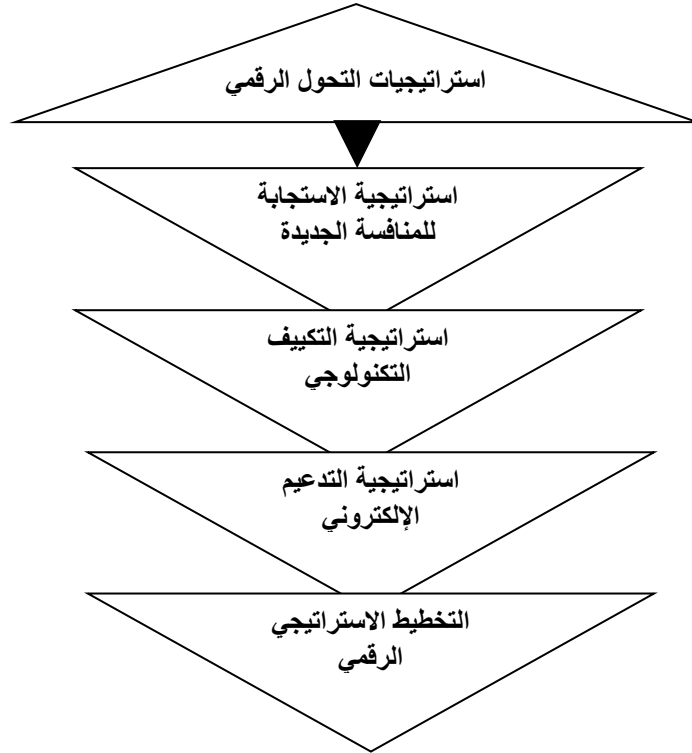 استراتيجيات التحول الرقمي
استراتيجية الاستجابة
للمنافسة الجديدة
استراتيجية التكييف
التكنولوجي
استراتيجية التدعيم
الإلكتروني
التخطيط الاستراتيجي
الرقمي